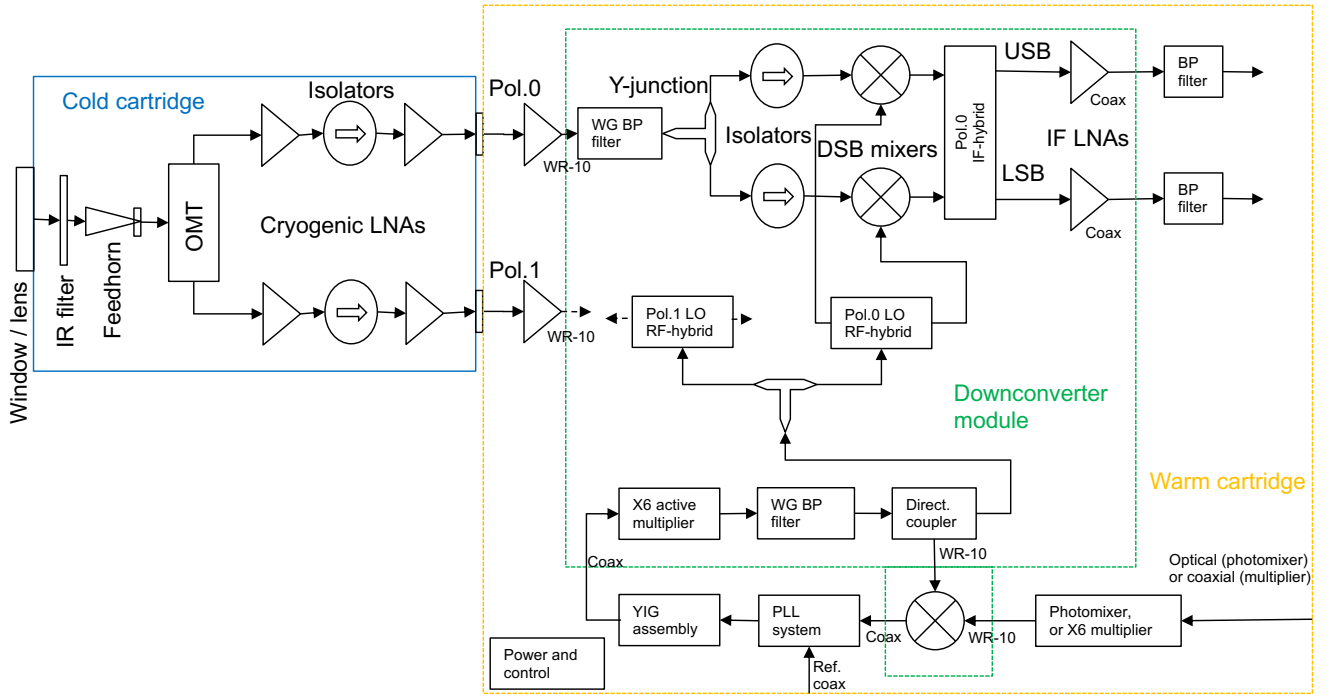 Cold cartridge
Isolators
Pol.0
WR-10
Y-junction
WG BP
filter
Isolators
DSB mixers
Pol.0
IF-hybrid
USB
LSB
Coax
IF LNAs
Coax
BP
filter
BP
filter
Window / lens
IR filter
Feedhorn
OMT
Cryogenic LNAs
Pol.1
WR-10
Pol.1 LO
RF-hybrid
Pol.0 LO
RF-hybrid
Downconverter
module
Warm cartridge
X6 active
multiplier
WG BP
filter
Direct.
coupler
WR-10
Coax
Optical (photomixer)
or coaxial (multiplier)
YIG
assembly
PLL
system
Coax
WR-10
Photomixer,
or X6 multiplier
Power and
control
Ref.
coax